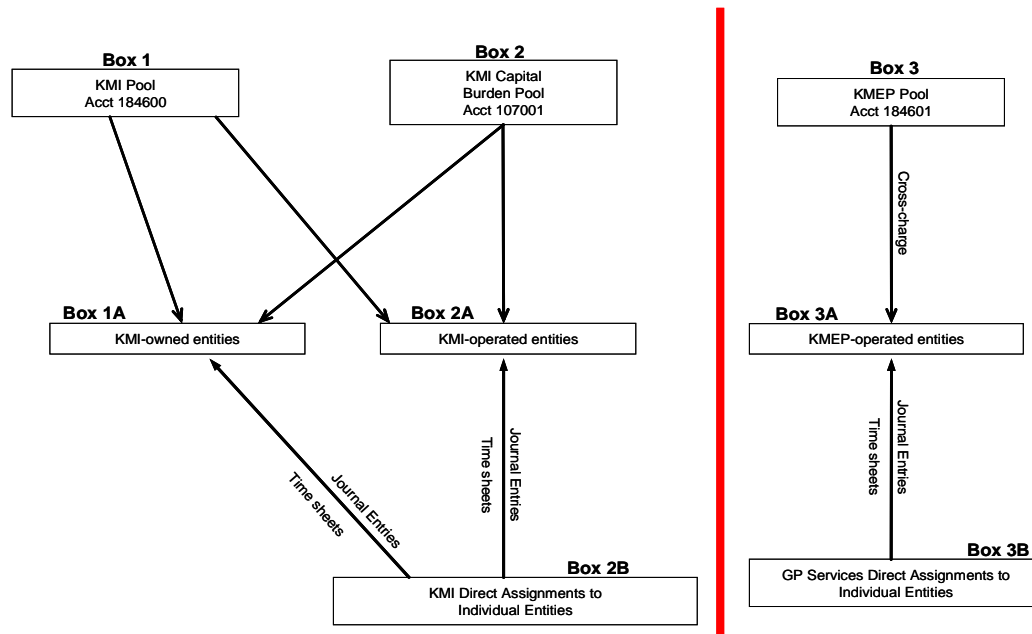 Box 1
KMI Pool
Acct 184600
Box 2
KMI Capital
Burden Pool
Acct 107001
Box 3
KMEP Pool
Acct 184601
Cross-charge
Box 1A
KMI-owned entities
Box 2A
KMI-operated entities
Box 3A
KMEP-operated entities
Journal Entries
Time sheets
Journal Entries
Time sheets
Journal Entries
Time sheets
Box 2B
KMI Direct Assignments to
Individual Entities
Box 3B
GP Services Direct Assignments to
Individual Entities